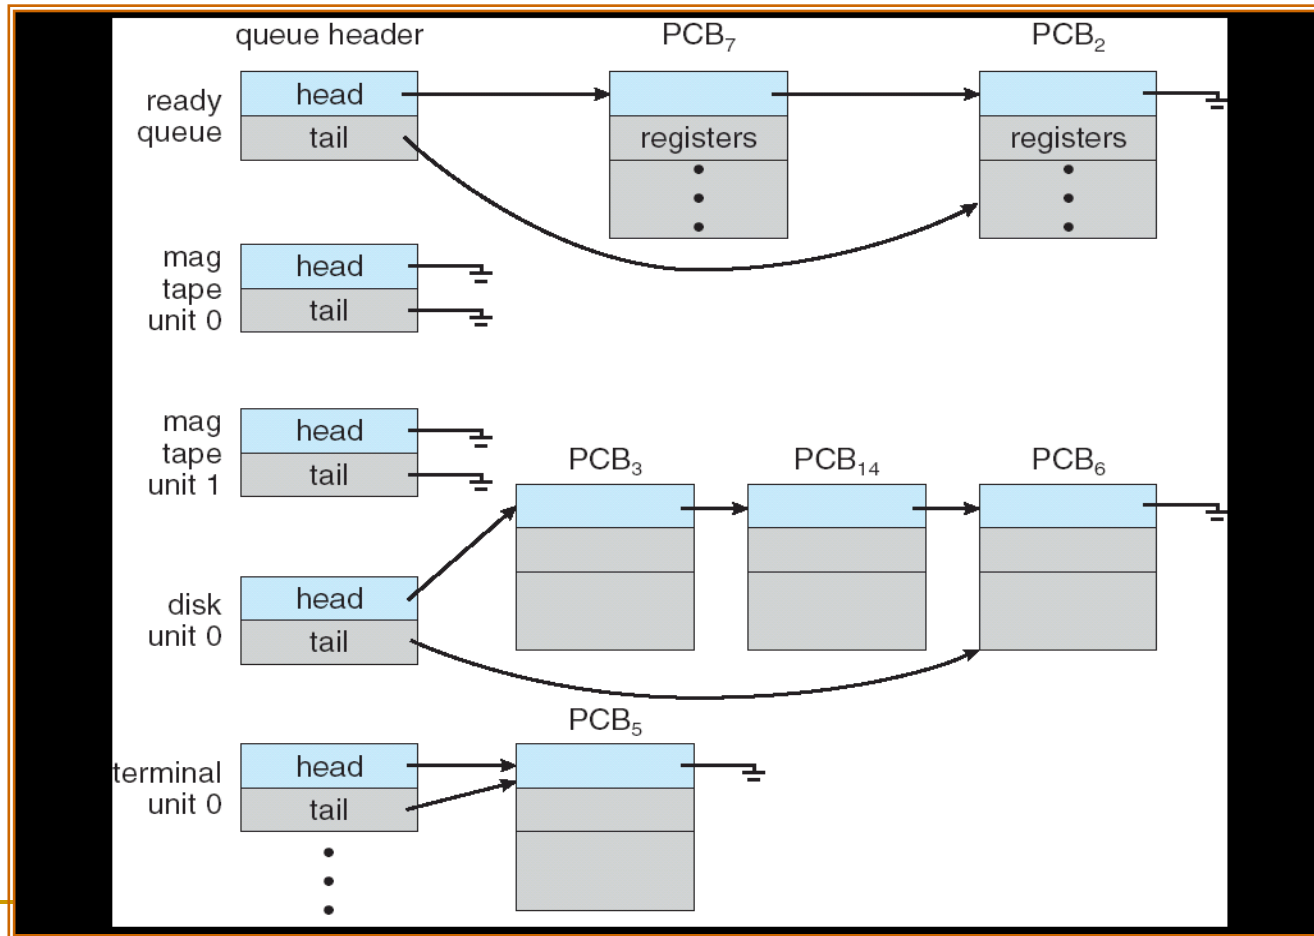 queue header
PCB₇
PCB₂
ready
queue
head
tail
registers
registers
mag
tape
unit 0
head
tail
mag
tape
unit 1
head
tail
PCB₃
PCB₁₄
PCB₆
disk
unit 0
head
tail
PCB₅
terminal
unit 0
head
tail